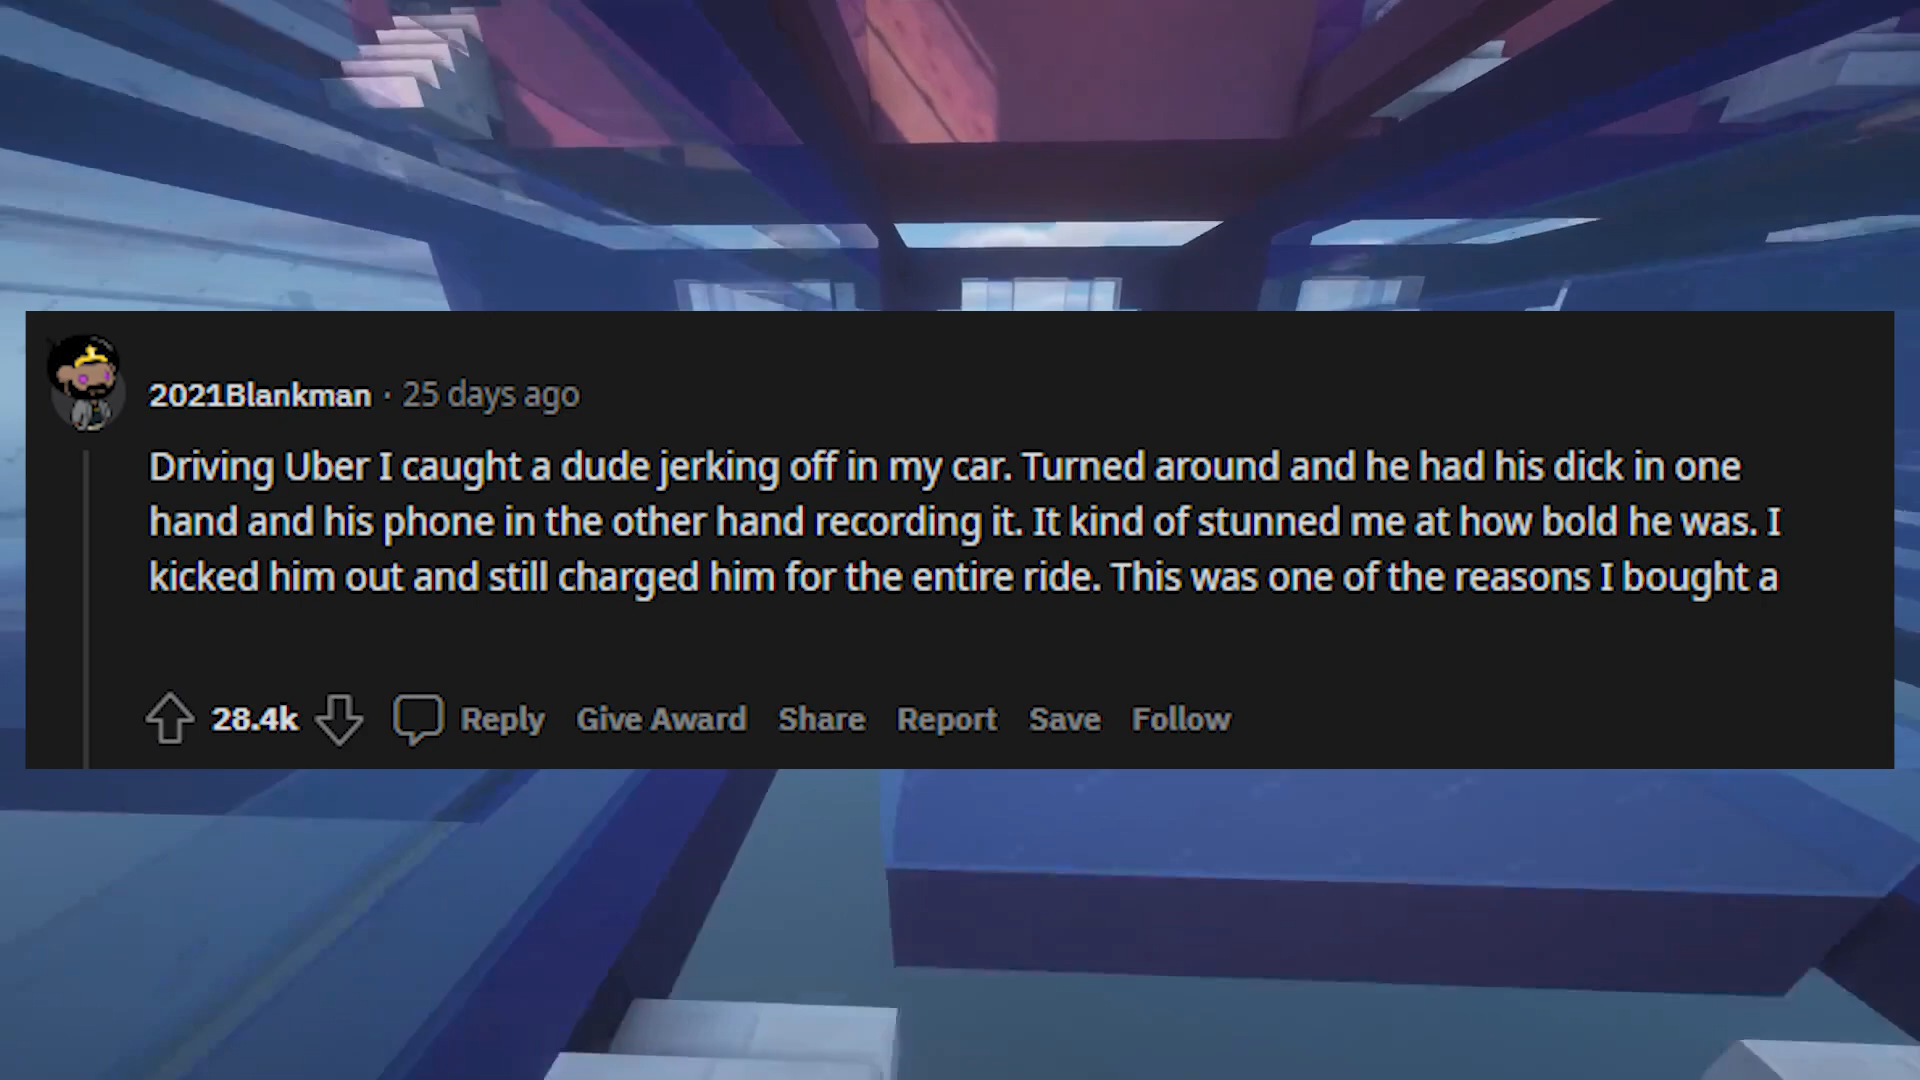 2021Blankman · 25 days ago
Driving Uber I caught a dude jerking off in my car. Turned around and he had his dick in one
hand and his phone in the other hand recording it. It kind of stunned me at how bold he was. I
kicked him out and still charged him for the entire ride. This was one of the reasons I bought a
28.4k Reply Give Award Share Report Save Follow